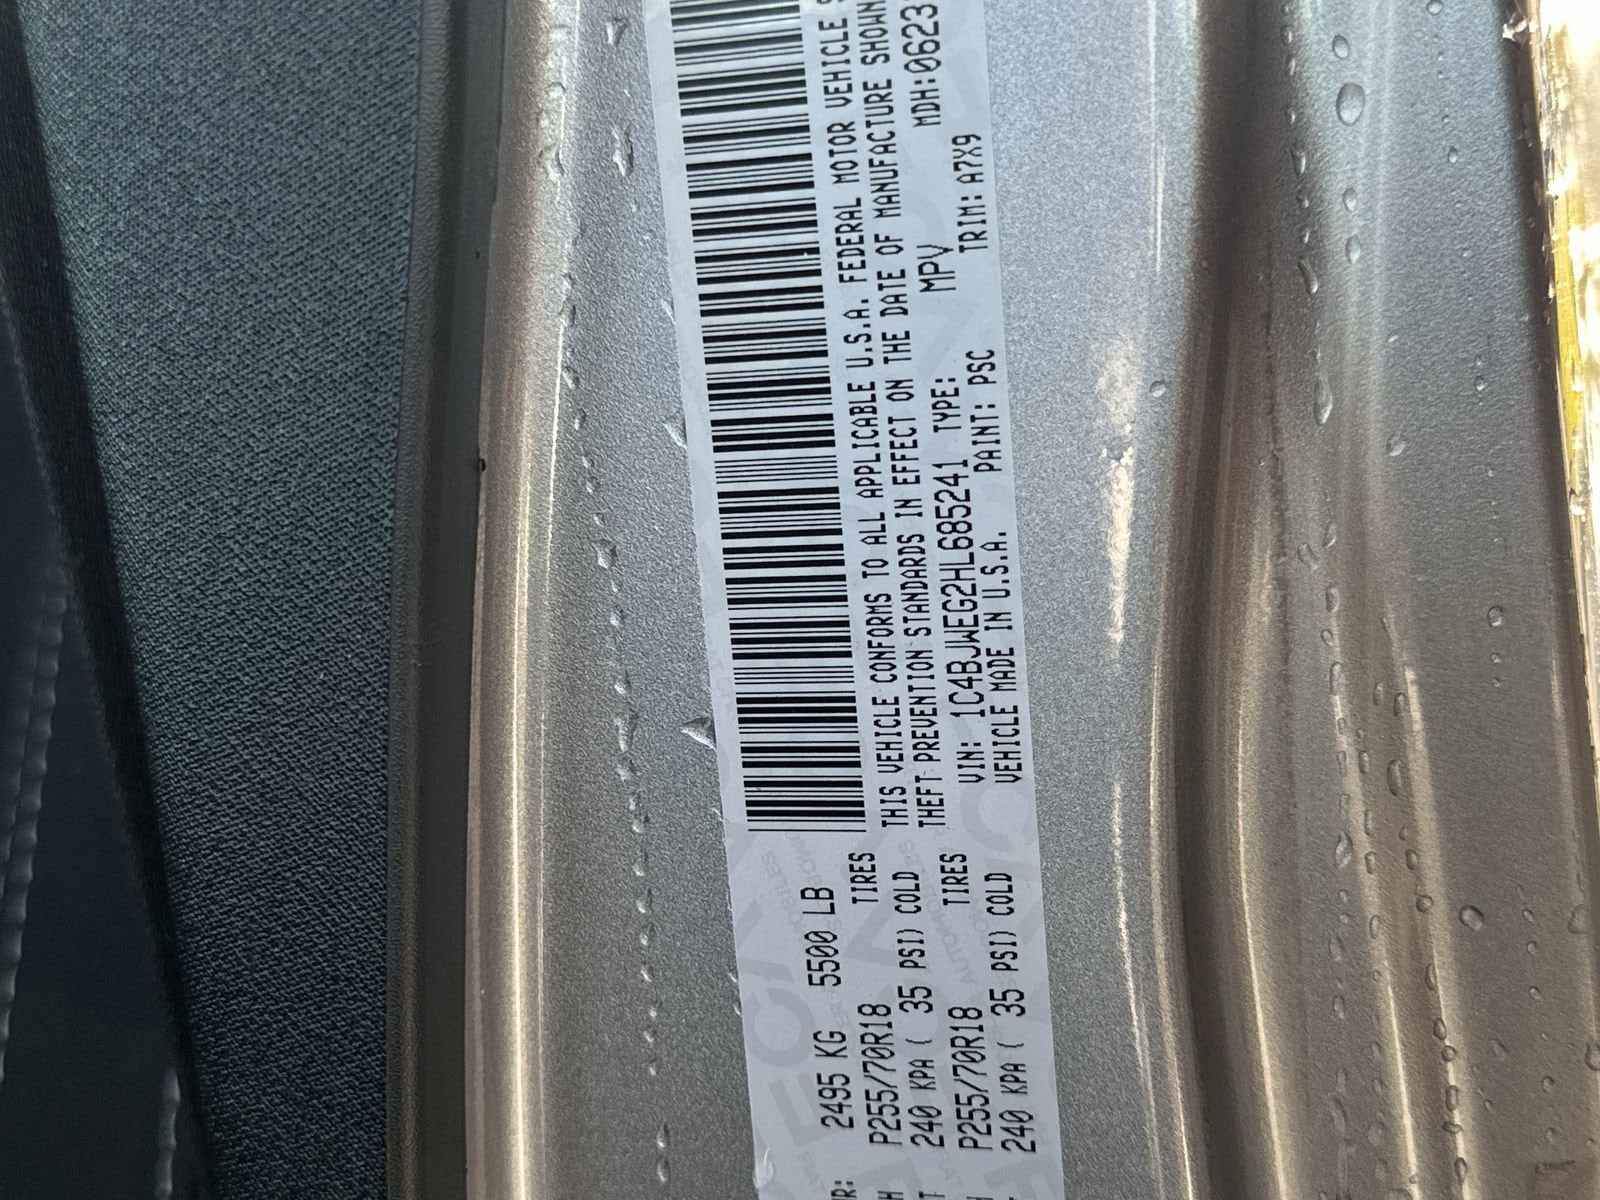 2495 KG 5500 LB
P255/70R18 TIRES
240 KPA ( 35 PSI) COLD
P255/70R18 TIRES
240 KPA ( 35 PSI) COLD
THIS VEHICLE CONFORMS TO ALL APPLICABLE U.S.A. FEDERAL MOTOR VEHICLE
THEFT PREVENTION STANDARDS IN EFFECT ON THE DATE OF MANUFACTURE SHOWN
VIN: 1C4BJWEG2HL685241 TYPE: MPV MDH:0623
VEHICLE MADE IN U.S.A. PAINT: PSC TRIM: A7X9